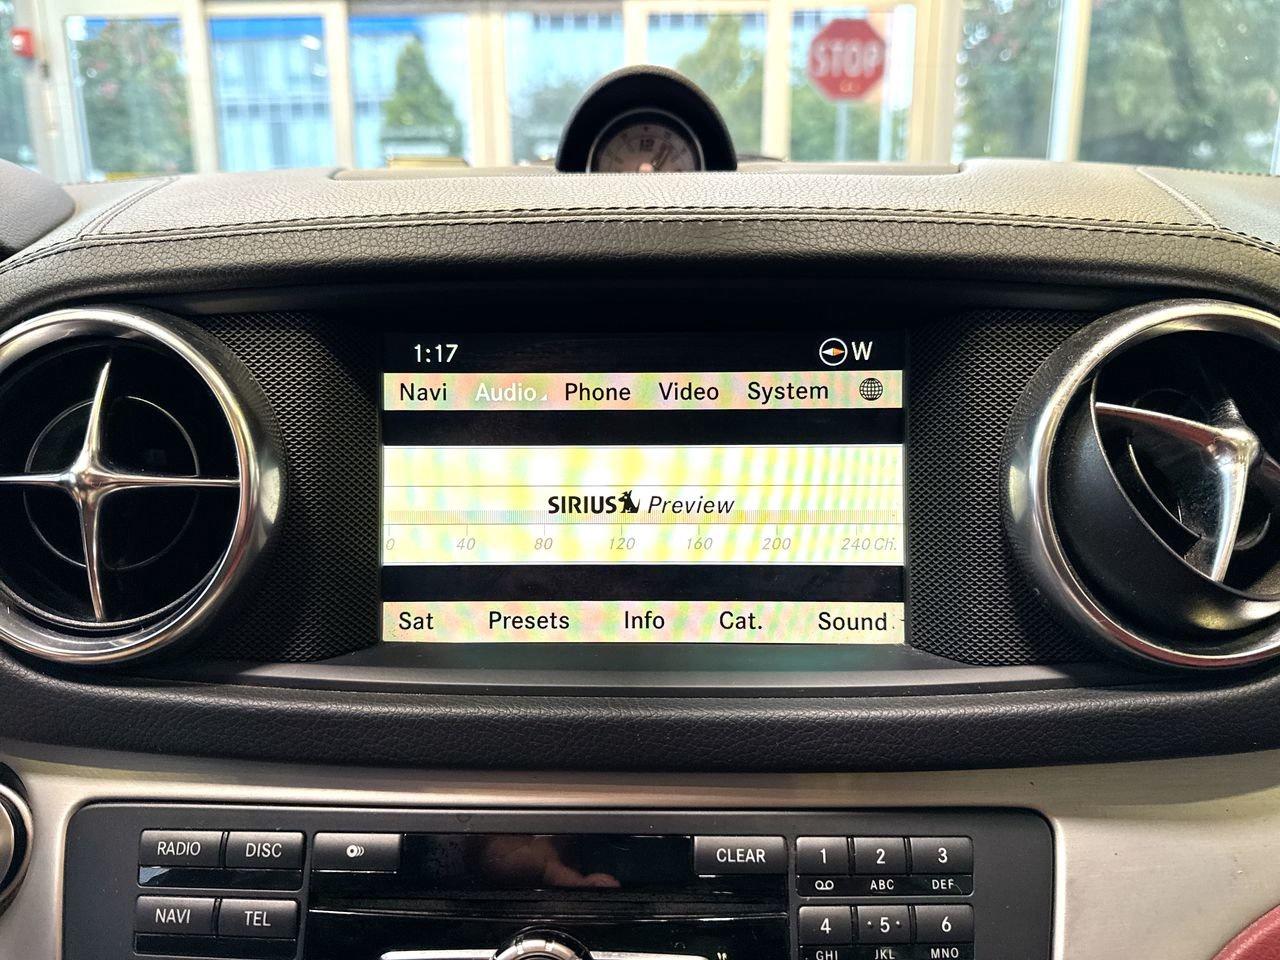 STOP
12
1:17 W
Navi Audio Phone Video System
SIRIUS Preview
0 40 80 120 160 200 240 Ch.
Sat Presets Info Cat. Sound
RADIO DISC CLEAR 1 2 3
ABC DEF
NAVI TEL 4 5 6
GHI JKL MNO